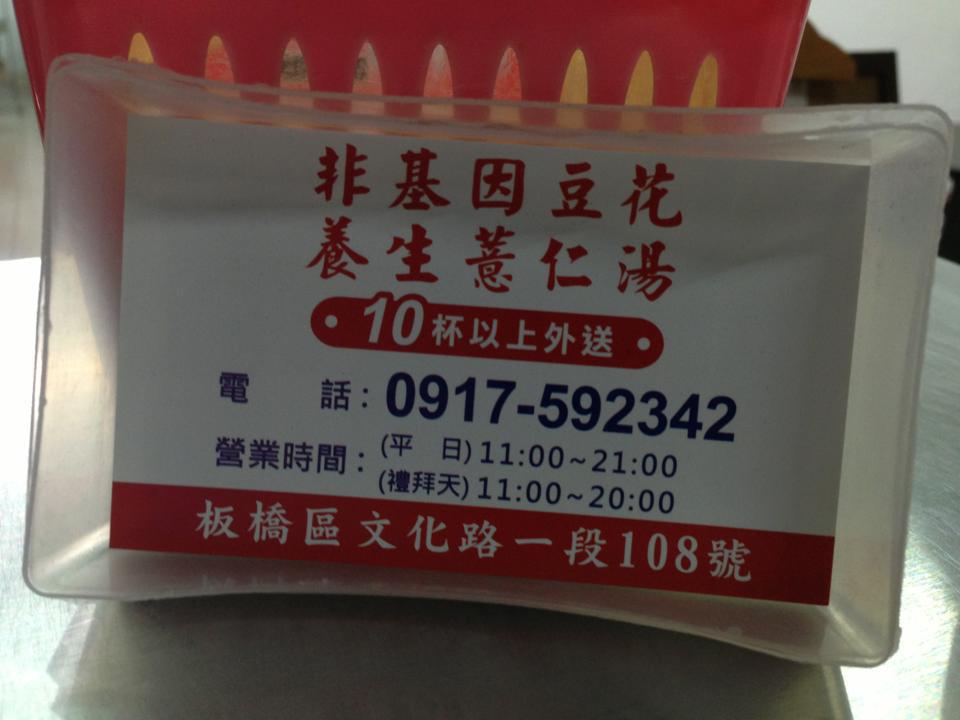 非基因豆花
養生薏仁湯
• 10杯以上外送 •
電 話：0917-592342
營業時間：(平 日)11:00~21:00
(禮拜天)11:00~20:00
板橋區文化路一段108號